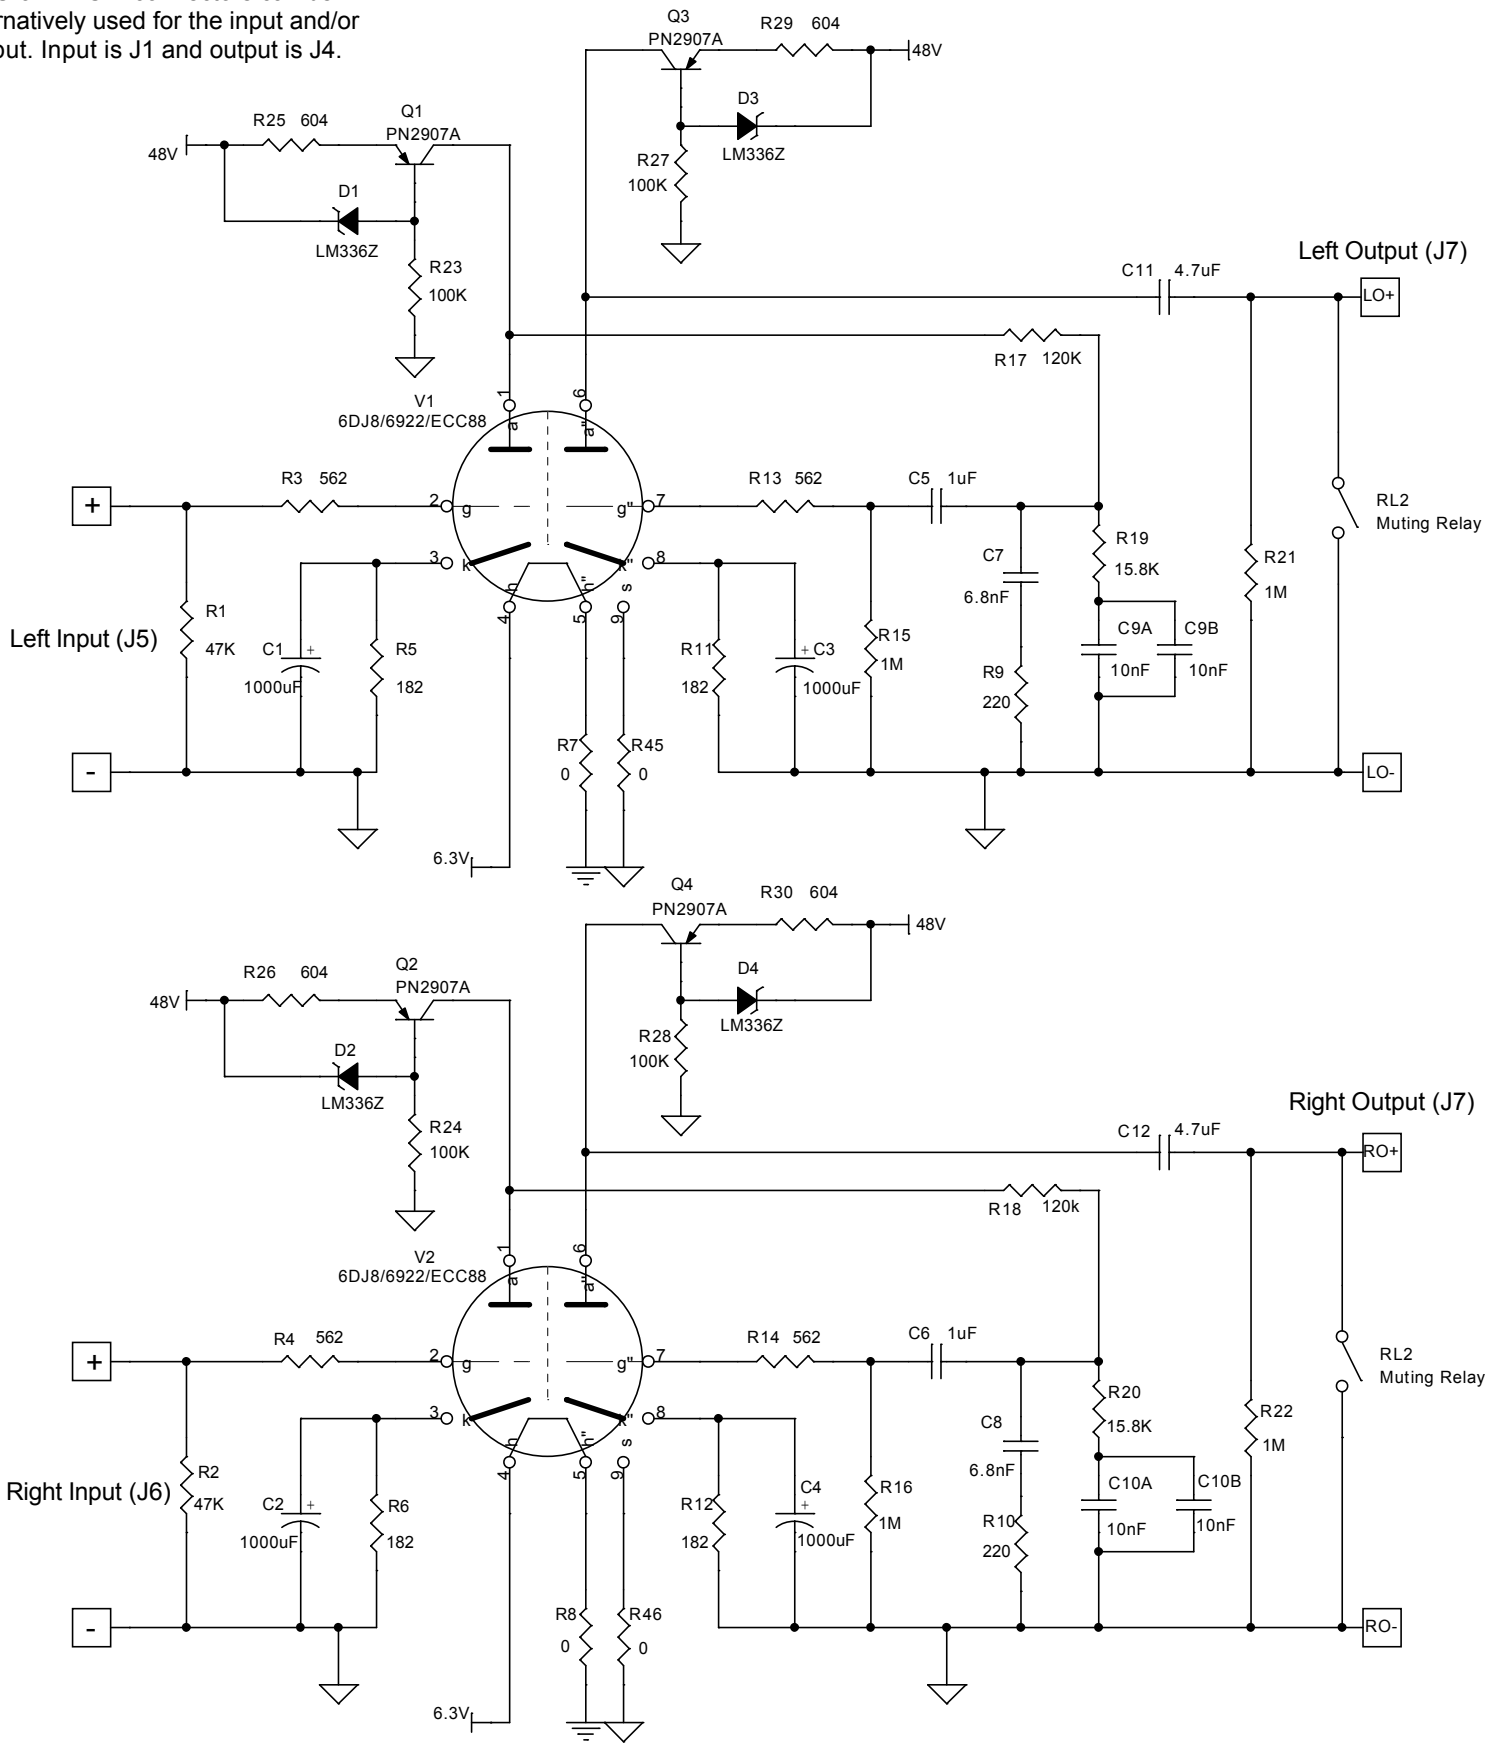 rnatively used for the input and/or
out. Input is J1 and output is J4.
Q3
PN2907A
R29 604
48V
D3
LM336Z
R27
100K
Q1
PN2907A
R25 604
48V
D1
LM336Z
R23
100K
Left Output (J7)
C11 4.7uF
LO+
R17 120K
V1
6DJ8/6922/ECC88
1
6
a
a"
R3 562
2
g
g"
7
R13 562
C5 1uF
+
3
k
k"
8
h
h"
s
4
5
9
RL2
Muting Relay
R19
15.8K
C7
6.8nF
R21
1M
R1
47K
Left Input (J5)
C1 +
1000uF
R5
182
R11
182
+ C3
1000uF
R15
1M
R9
220
C9A
10nF
C9B
10nF
R7
0
R45
0
-
LO-
6.3V
Q4
PN2907A
R30 604
48V
D4
LM336Z
R28
100K
Q2
PN2907A
R26 604
48V
D2
LM336Z
R24
100K
Right Output (J7)
C12 4.7uF
RO+
R18 120k
V2
6DJ8/6922/ECC88
1
6
a
a"
R4 562
2
g
g"
7
R14 562
C6 1uF
+
3
k
k"
8
h
h"
s
4
5
9
RL2
Muting Relay
R20
15.8K
C8
6.8nF
R22
1M
R2
47K
Right Input (J6)
C2 +
1000uF
R6
182
R12
182
C4
+
1000uF
R16
1M
R10
220
C10A
10nF
C10B
10nF
R8
0
R46
0
-
RO-
6.3V